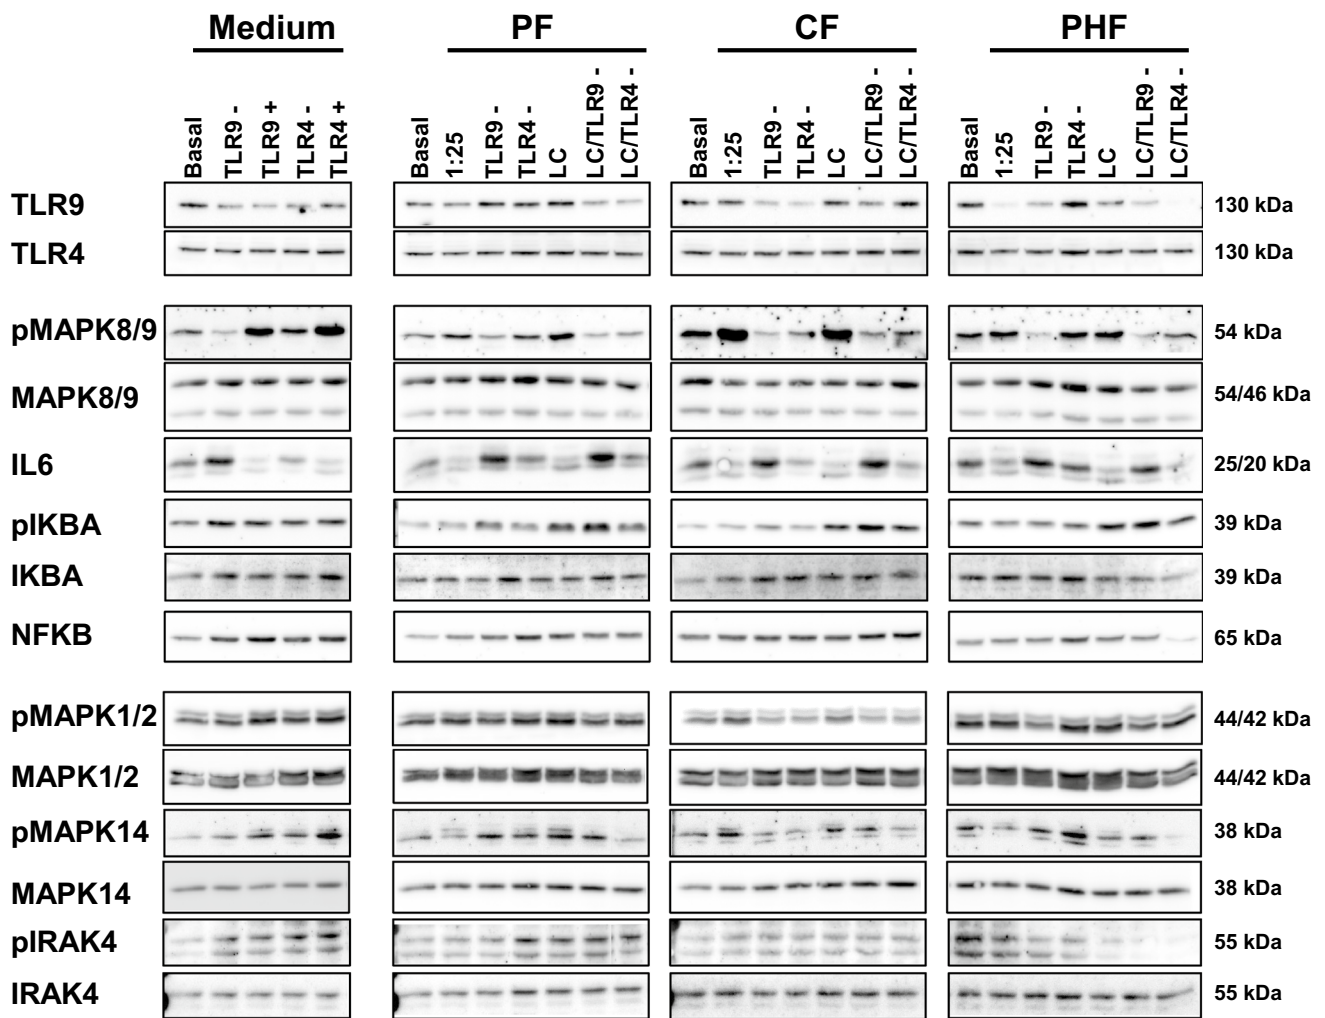 Medium PF CF PHF
Basal TLR9 - TLR9 + TLR4 - TLR4 + Basal 1:25 TLR9 - TLR4 - LC LC/TLR9 - LC/TLR4 - Basal 1:25 TLR9 - TLR4 - LC LC/TLR9 - LC/TLR4 - Basal 1:25 TLR9 - TLR4 - LC LC/TLR9 - LC/TLR4 -
TLR9 130 kDa
TLR4 130 kDa
pMAPK8/9 54 kDa
MAPK8/9 54/46 kDa
IL6 25/20 kDa
pIKBA 39 kDa
IKBA 39 kDa
NFKB 65 kDa
pMAPK1/2 44/42 kDa
MAPK1/2 44/42 kDa
pMAPK14 38 kDa
MAPK14 38 kDa
pIRAK4 55 kDa
IRAK4 55 kDa